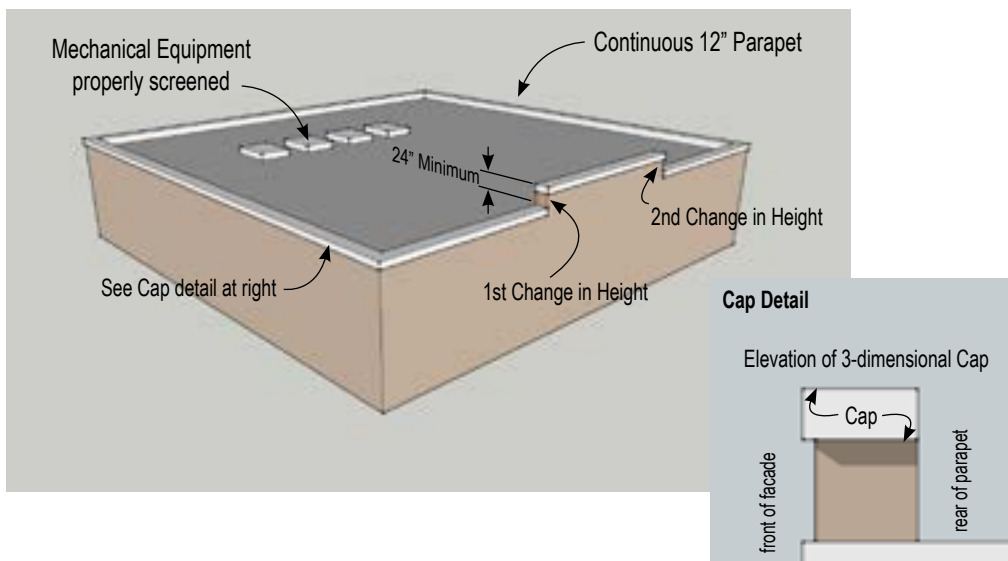 Mechanical Equipment
properly screened
Continuous 12” Parapet
24” Minimum
2nd Change in Height
See Cap detail at right
1st Change in Height
Cap Detail
Elevation of 3-dimensional Cap
Cap
front of facade
rear of parapet